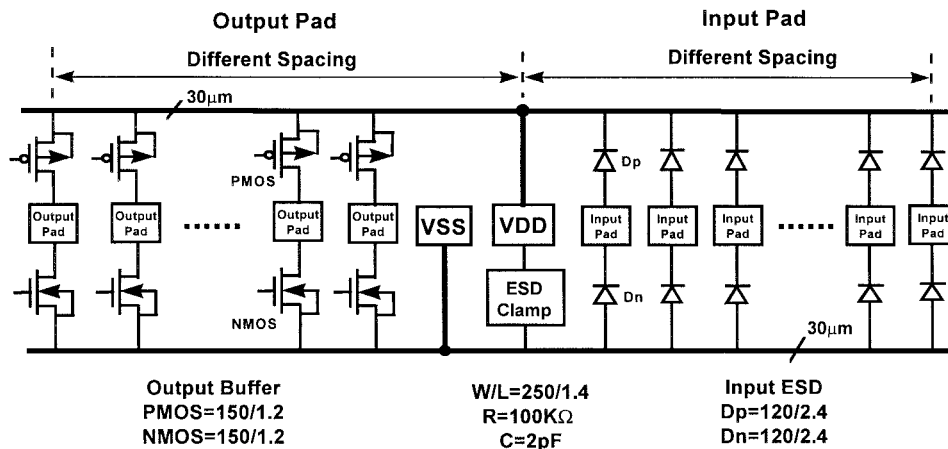 Output Pad
Input Pad
Different Spacing
Different Spacing
30μm
PMOS
Dp
Output Pad
Output Pad
Output Pad
Output Pad
VSS
VDD
Input Pad
Input Pad
Input Pad
Input Pad
Input Pad
ESD Clamp
NMOS
Dn
30μm
Output Buffer
PMOS=150/1.2
NMOS=150/1.2
W/L=250/1.4
R=100KΩ
C=2pF
Input ESD
Dp=120/2.4
Dn=120/2.4